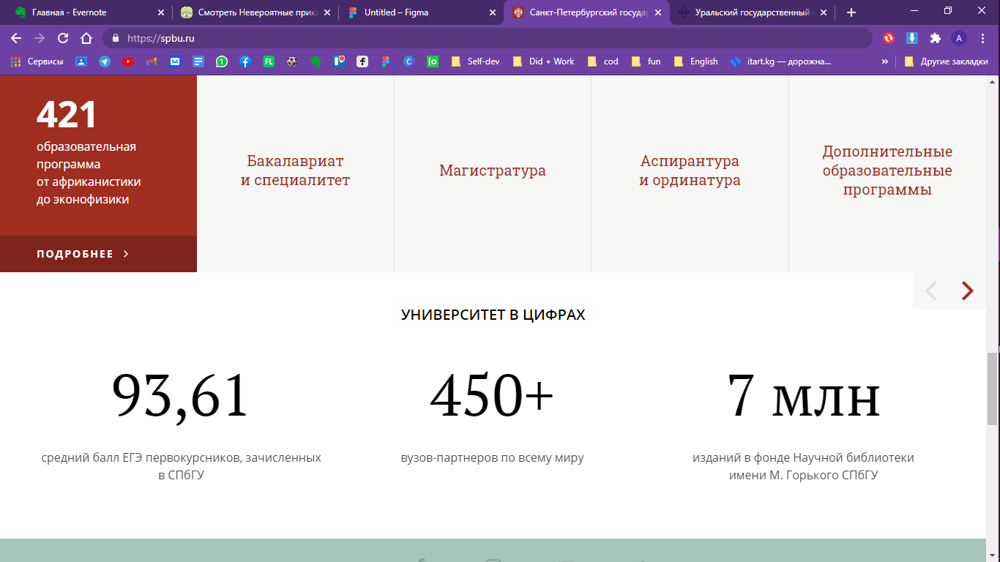 Главная - Evernote
Смотреть Невероятные прик
Untitled – Figma
Санкт-Петербургский государ
Уральский государственный
https://spbu.ru
A
Сервисы
Self-dev
Did + Work
cod
fun
English
itart.kg — дорожна...
»
Другие закладки
421
образовательная
программа
от африканистики
до эконофизики
ПОДРОБНЕЕ
Бакалавриат
и специалитет
Магистратура
Аспирантура
и ординатура
Дополнительные
образовательные
программы
УНИВЕРСИТЕТ В ЦИФРАХ
93,61
средний балл ЕГЭ первокурсников, зачисленных
в СПбГУ
450+
вузов-партнеров по всему миру
7 млн
изданий в фонде Научной библиотеки
имени М. Горького СПбГУ